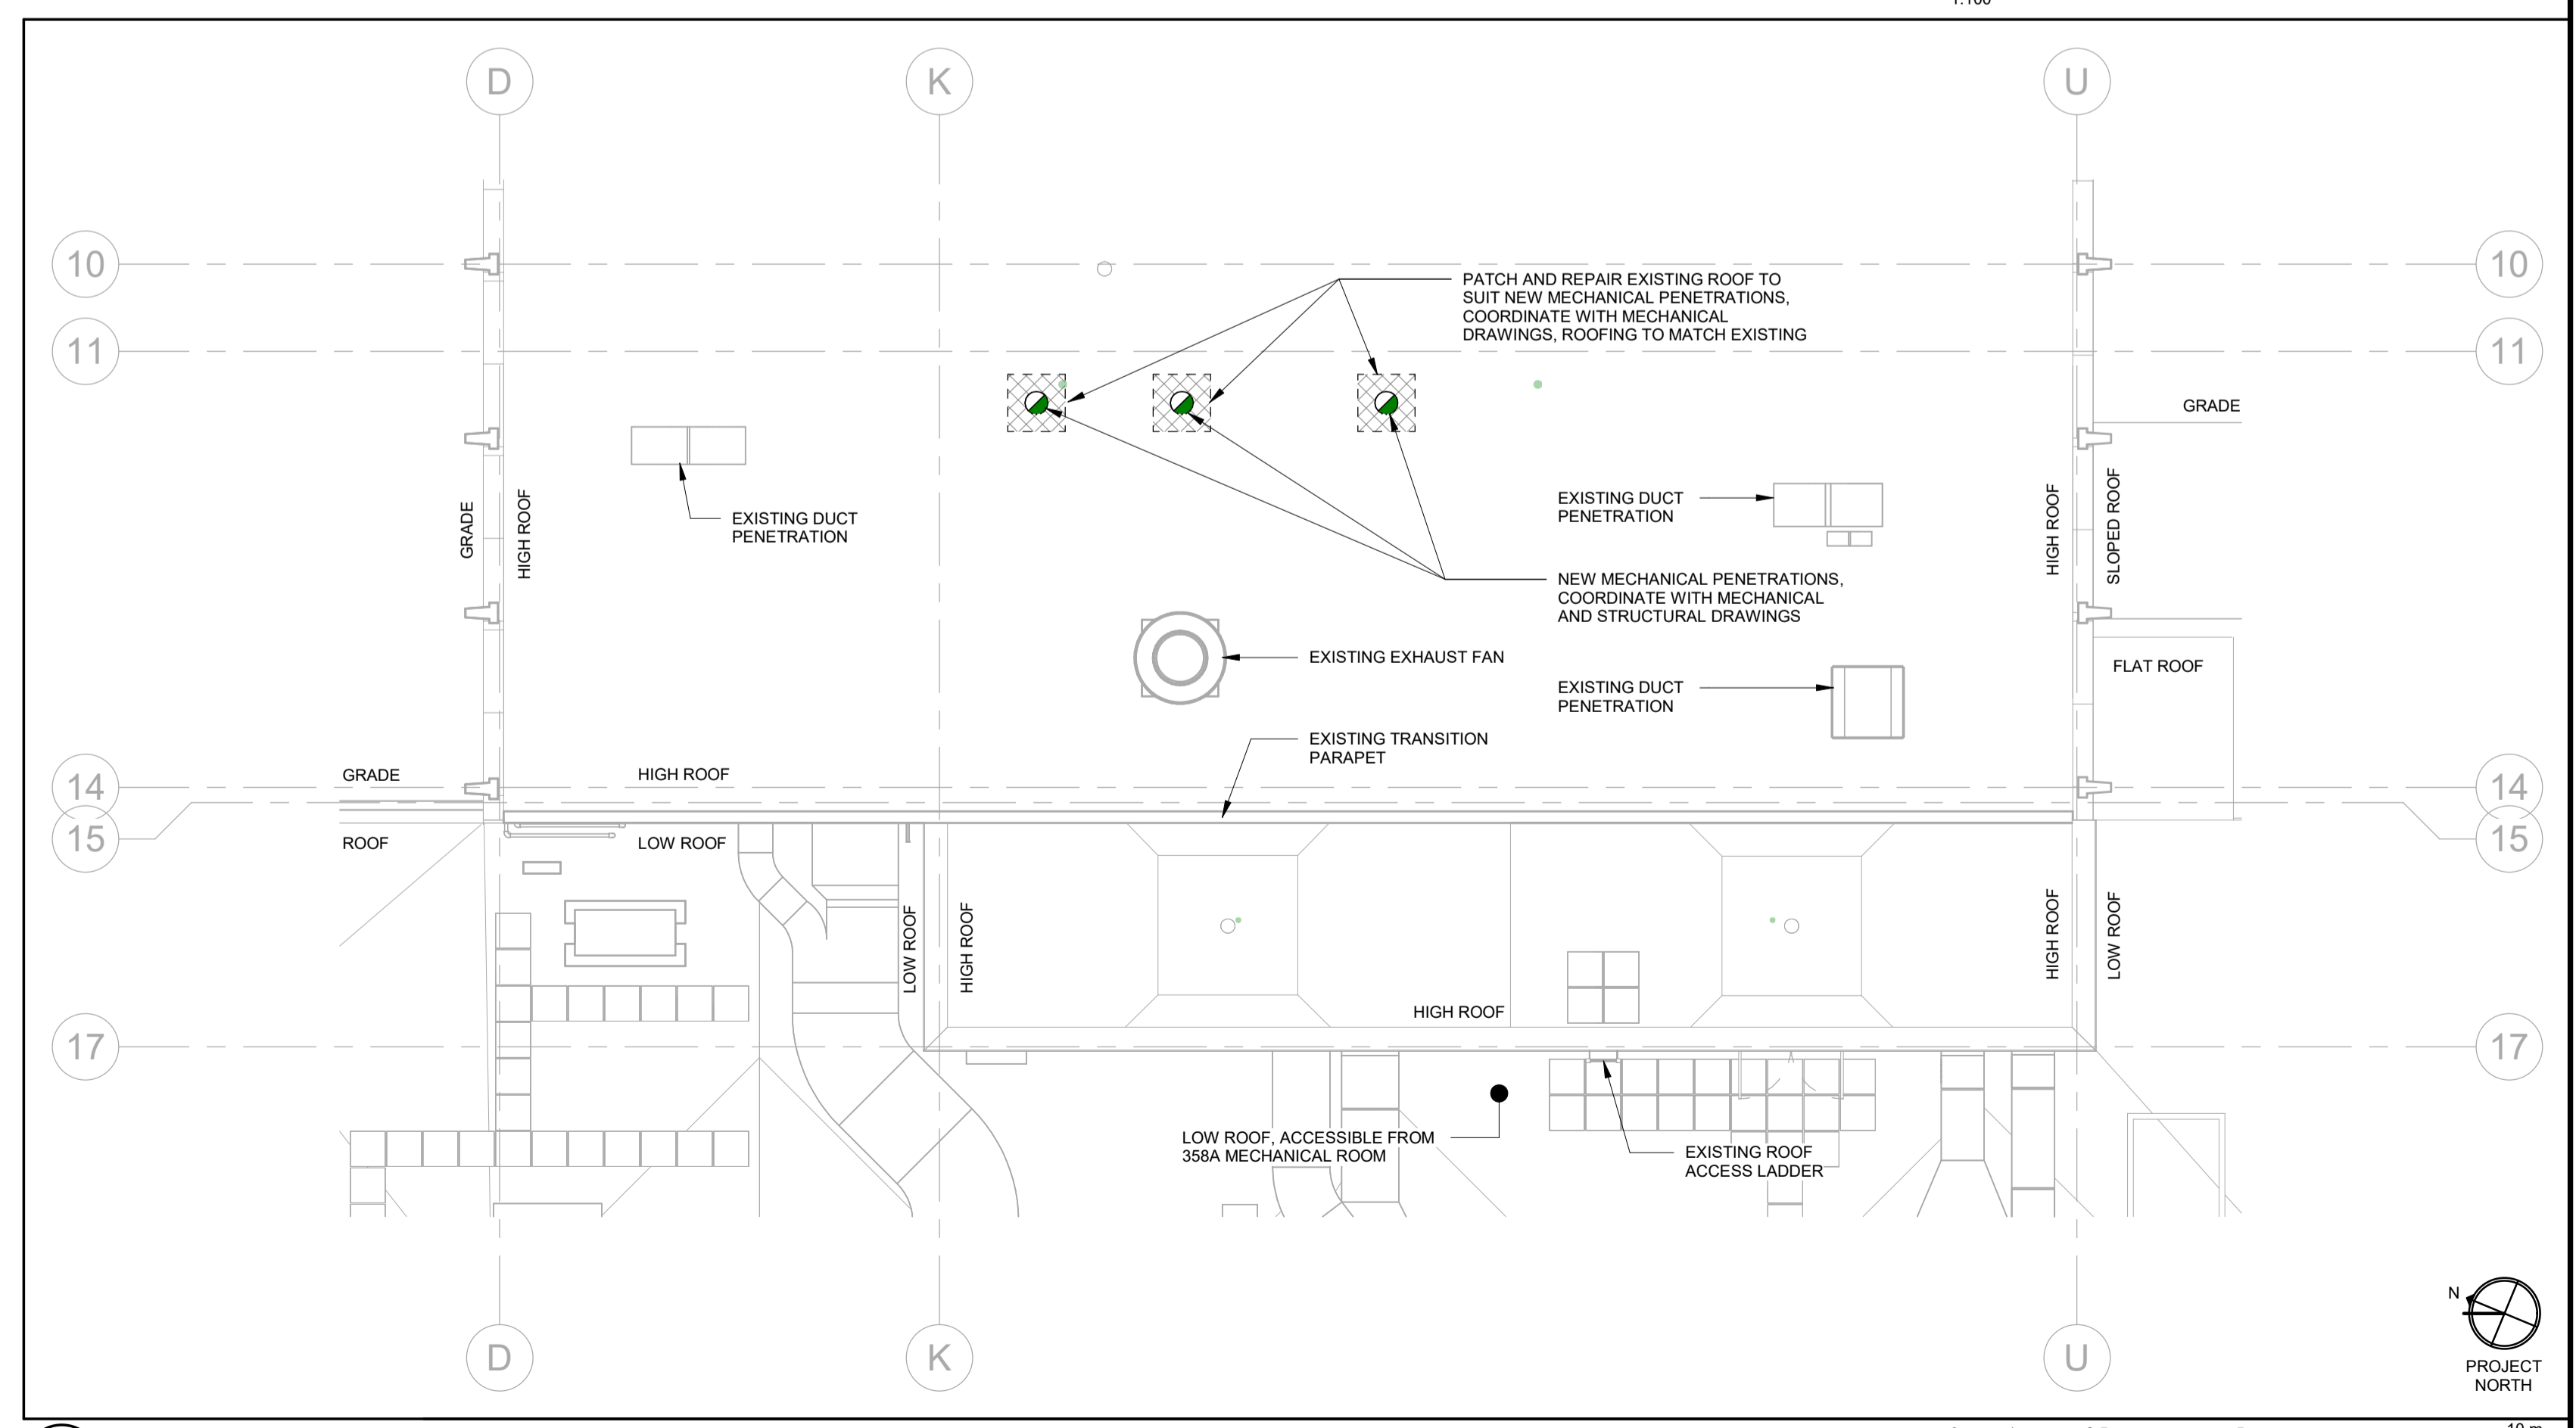 D
K
U
10
10
PATCH AND REPAIR EXISTING ROOF TO
SUIT NEW MECHANICAL PENETRATIONS,
COORDINATE WITH MECHANICAL
DRAWINGS, ROOFING TO MATCH EXISTING
11
11
GRADE
GRADE
HIGH ROOF
EXISTING DUCT
PENETRATION
EXISTING DUCT
PENETRATION
HIGH ROOF
SLOPED ROOF
NEW MECHANICAL PENETRATIONS,
COORDINATE WITH MECHANICAL
AND STRUCTURAL DRAWINGS
EXISTING EXHAUST FAN
EXISTING DUCT
PENETRATION
FLAT ROOF
EXISTING TRANSITION
PARAPET
14
GRADE
HIGH ROOF
14
15
ROOF
LOW ROOF
15
LOW ROOF
HIGH ROOF
HIGH ROOF
LOW ROOF
HIGH ROOF
17
17
LOW ROOF, ACCESSIBLE FROM
358A MECHANICAL ROOM
EXISTING ROOF
ACCESS LADDER
N
D
K
U
PROJECT
NORTH